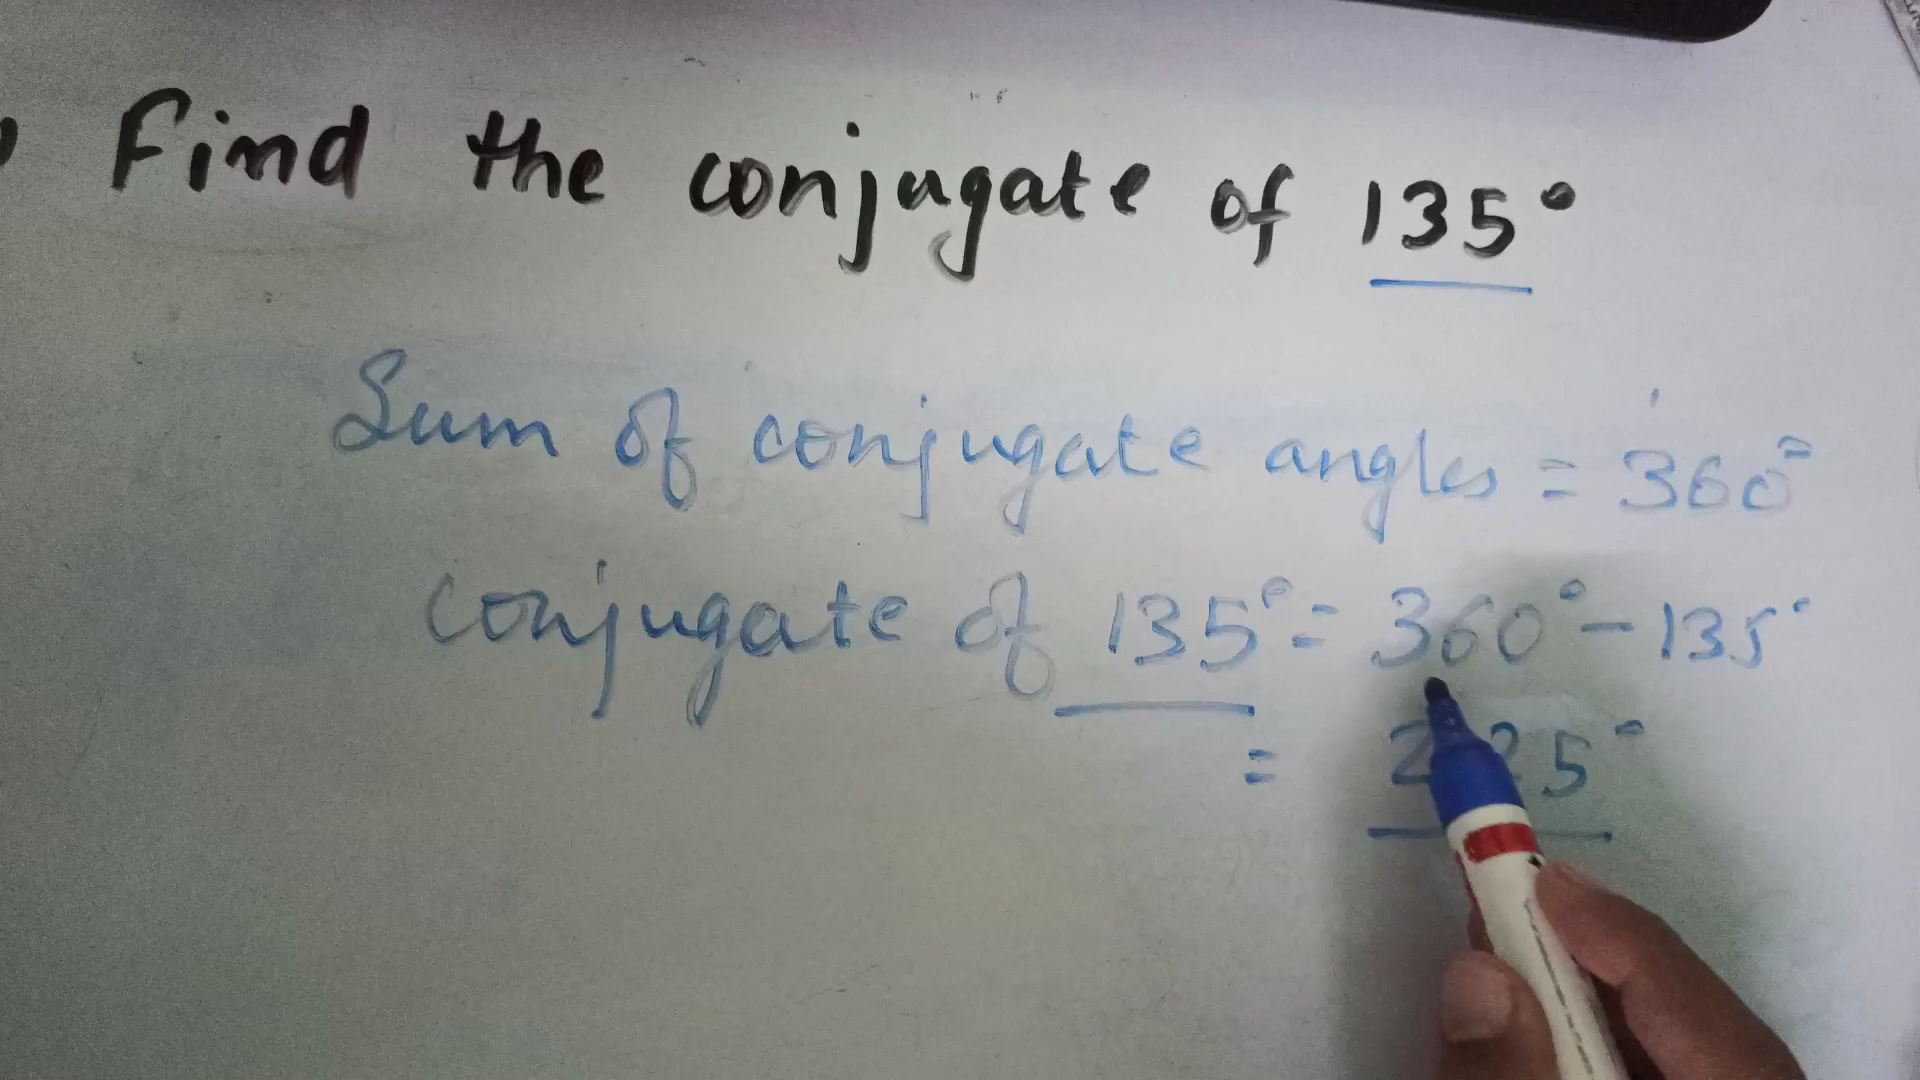 Find the conjugate of 135°
Sum of conjugate angles = 360°
Conjugate of 135° = 360° - 135°
= 225°